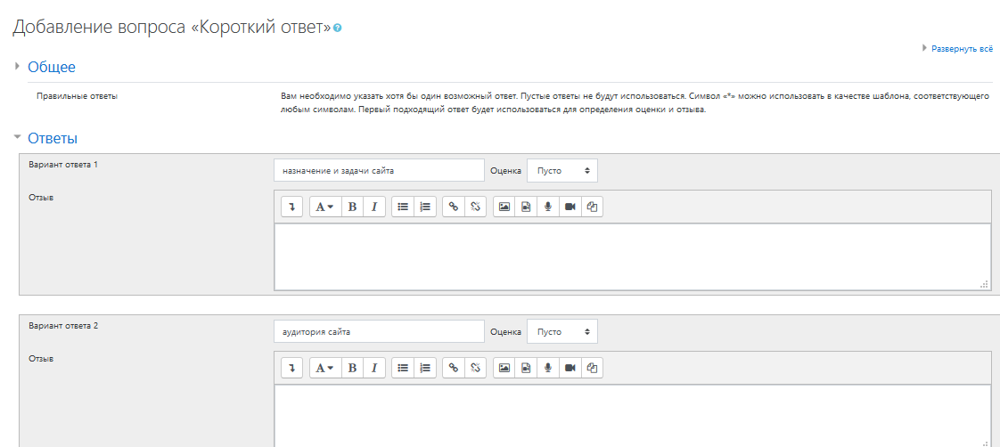 Добавление вопроса «Короткий ответ»
Развернуть всё
Общее
Правильные ответы
Вам необходимо указать хотя бы один возможный ответ. Пустые ответы не будут использоваться. Символ «*» можно использовать в качестве шаблона, соответствующего
любым символам. Первый подходящий ответ будет использоваться для определения оценки и отзыва.
Ответы
Вариант ответа 1
назначение и задачи сайта
Оценка
Пусто
Отзыв
A B I
Вариант ответа 2
аудитория сайта
Оценка
Пусто
Отзыв
A B I